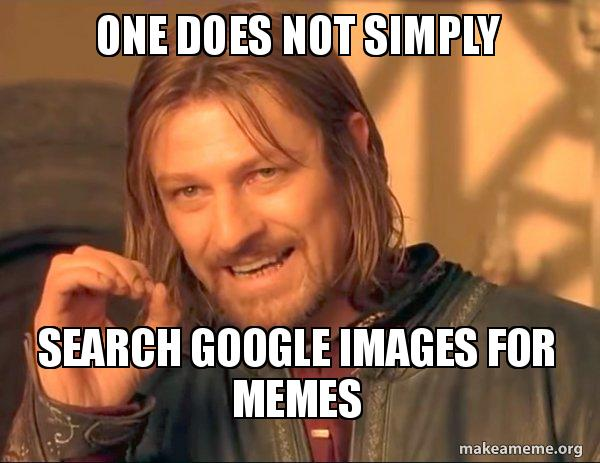 ONE DOES NOT SIMPLY
SEARCH GOOGLE IMAGES FOR
MEMES
makeameme.org